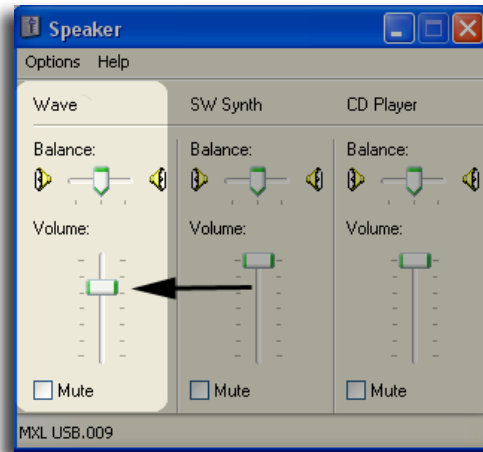 Speaker
Options Help
Wave SW Synth CD Player
Balance: Balance: Balance:
Volume: Volume: Volume:
Mute Mute Mute
MXL USB.009